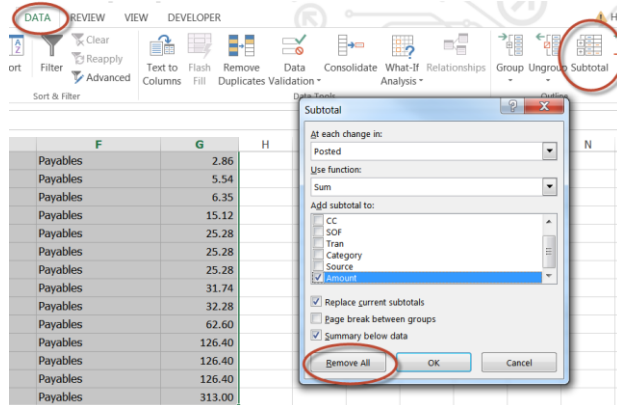 DATA REVIEW VIEW DEVELOPER
Clear
Reapply
Advanced
Filter
Sort & Filter
Text to Columns
Flash Fill
Remove Duplicates
Data Validation
Consolidate
What-If Analysis
Relationships
Data Tools
Group
Ungroup
Subtotal
Outline
Subtotal
At each change in:
Posted
Use function:
Sum
Add subtotal to:
CC
SOF
Tran
Category
Source
Amount
Replace current subtotals
Page break between groups
Summary below data
Remove All OK Cancel
F G H N
Payables 2.86
Payables 5.54
Payables 6.35
Payables 15.12
Payables 25.28
Payables 25.28
Payables 25.28
Payables 31.74
Payables 32.28
Payables 62.60
Payables 126.40
Payables 126.40
Payables 126.40
Payables 313.00